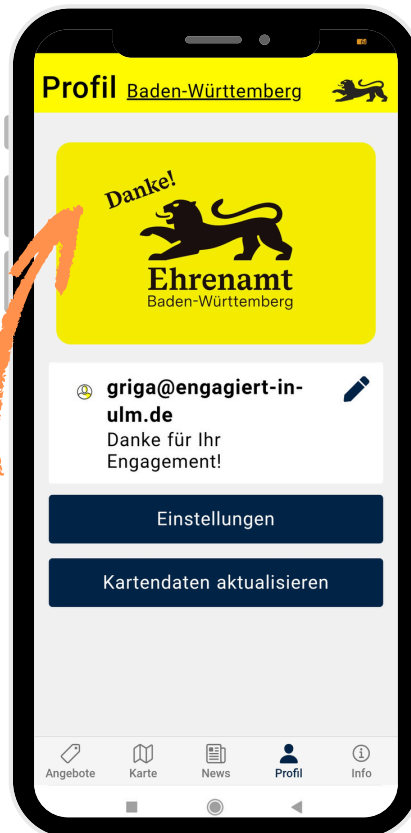 Profil Baden-Württemberg
Danke!
Ehrenamt
Baden-Württemberg
griga@engagiert-in-
ulm.de
Danke für Ihr
Engagement!
Einstellungen
Kartendaten aktualisieren
Angebote Karte News Profil Info